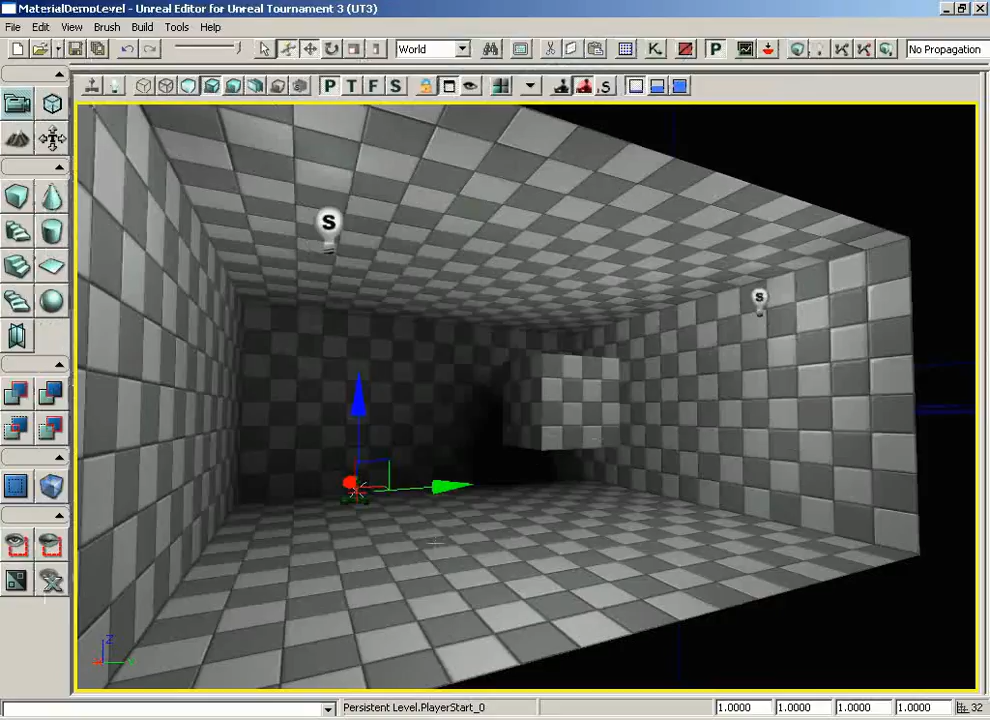 MaterialDemoLevel - Unreal Editor for Unreal Tournament 3 (UT3)
File Edit View Brush Build Tools Help
World
K
P
No Propagation
P T F S
S
S
S
Z
Persistent Level.PlayerStart_0
1.0000 1.0000 1.0000 1.0000 32